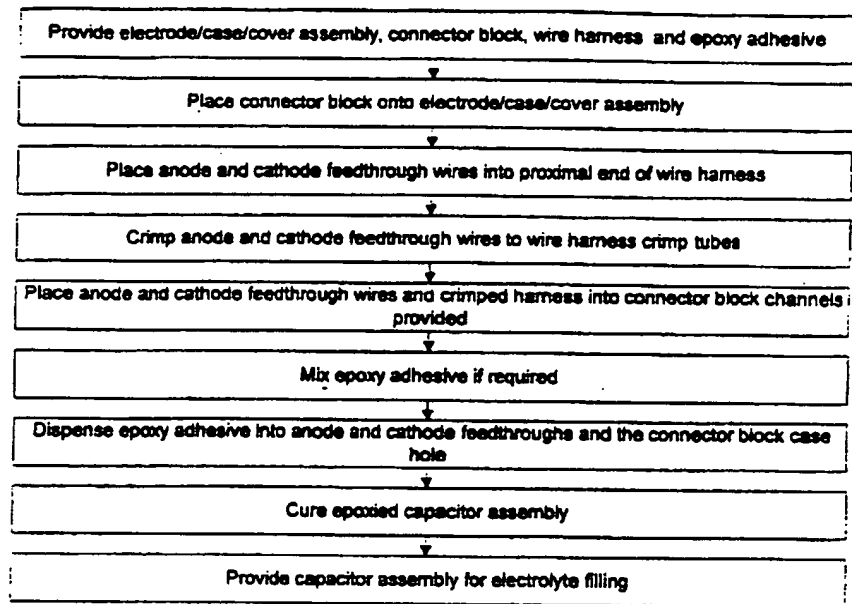 Provide electrode/case/cover assembly, connector block, wire harness and epoxy adhesive
Place connector block onto electrode/case/cover assembly
Place anode and cathode feedthrough wires into proximal end of wire harness
Crimp anode and cathode feedthrough wires to wire harness crimp tubes
Place anode and cathode feedthrough wires and crimped harness into connector block channels
provided
Mix epoxy adhesive if required
Dispense epoxy adhesive into anode and cathode feedthroughs and the connector block case
hole
Cure epoxied capacitor assembly
Provide capacitor assembly for electrolyte filling